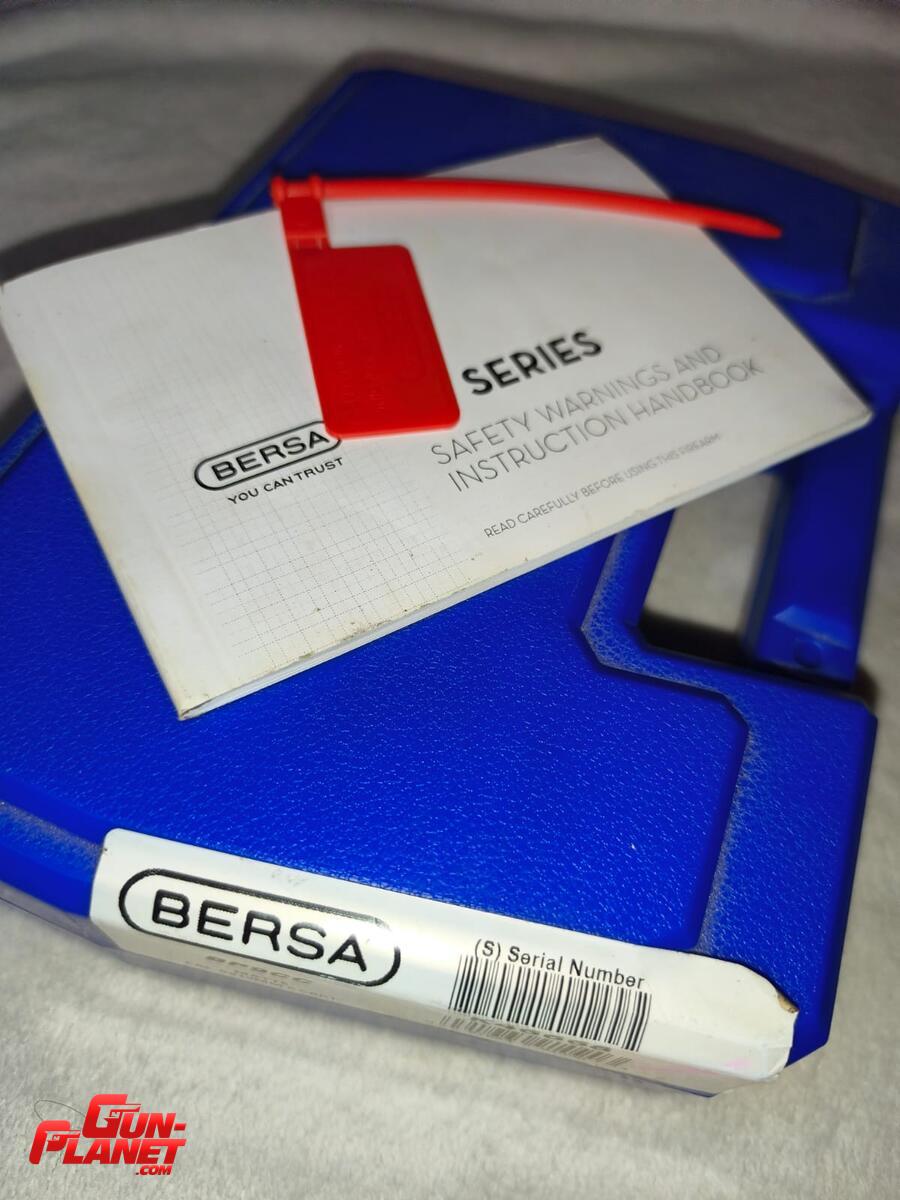 SERIES
SAFETY WARNINGS AND
INSTRUCTION HANDBOOK
READ CAREFULLY BEFORE USING THIS FIREARM
BERSA
YOU CAN TRUST
BERSA
(S) Serial Number
BP9CC
GUN-
PLANET
.COM